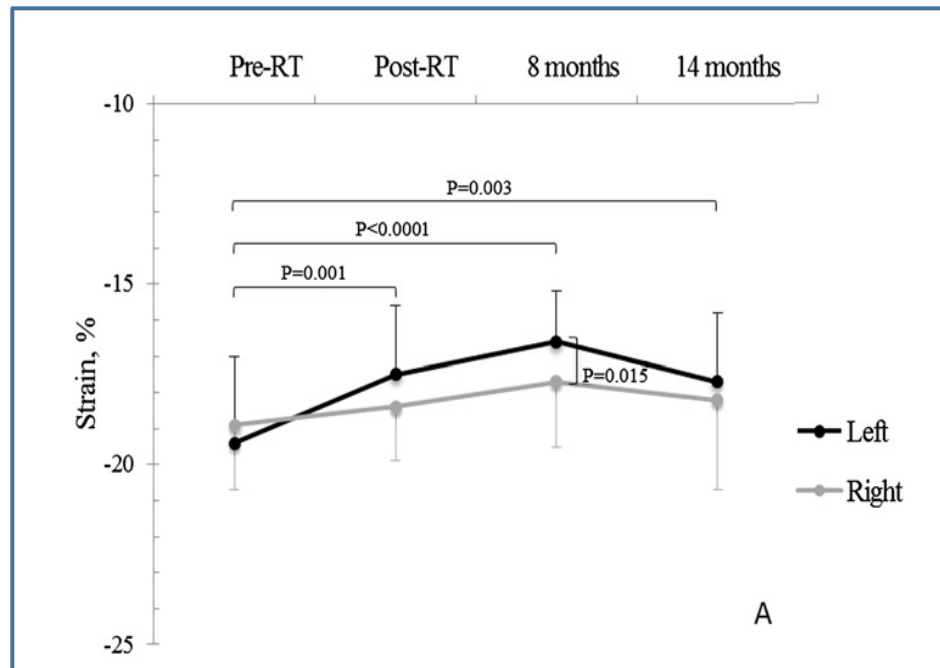 Pre-RT Post-RT 8 months 14 months
-10
P=0.003
P<0.0001
P=0.001
-15
Strain, %
P=0.015
Left
-20
Right
A
-25